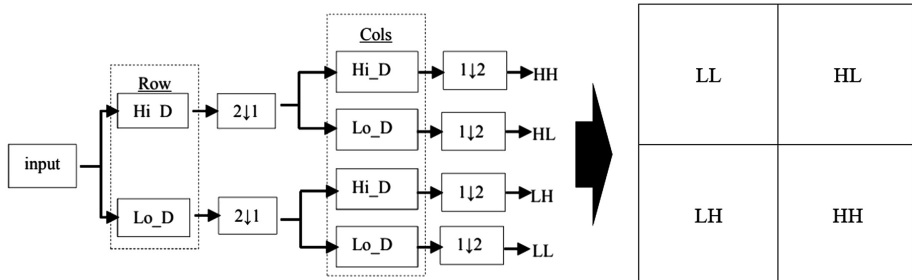 Cols
Hi_D
1↓2
HH
Row
Hi_D
2↓1
Lo_D
1↓2
HL
input
Hi_D
1↓2
LH
Lo_D
2↓1
Lo_D
1↓2
LL
LL
HL
LH
HH